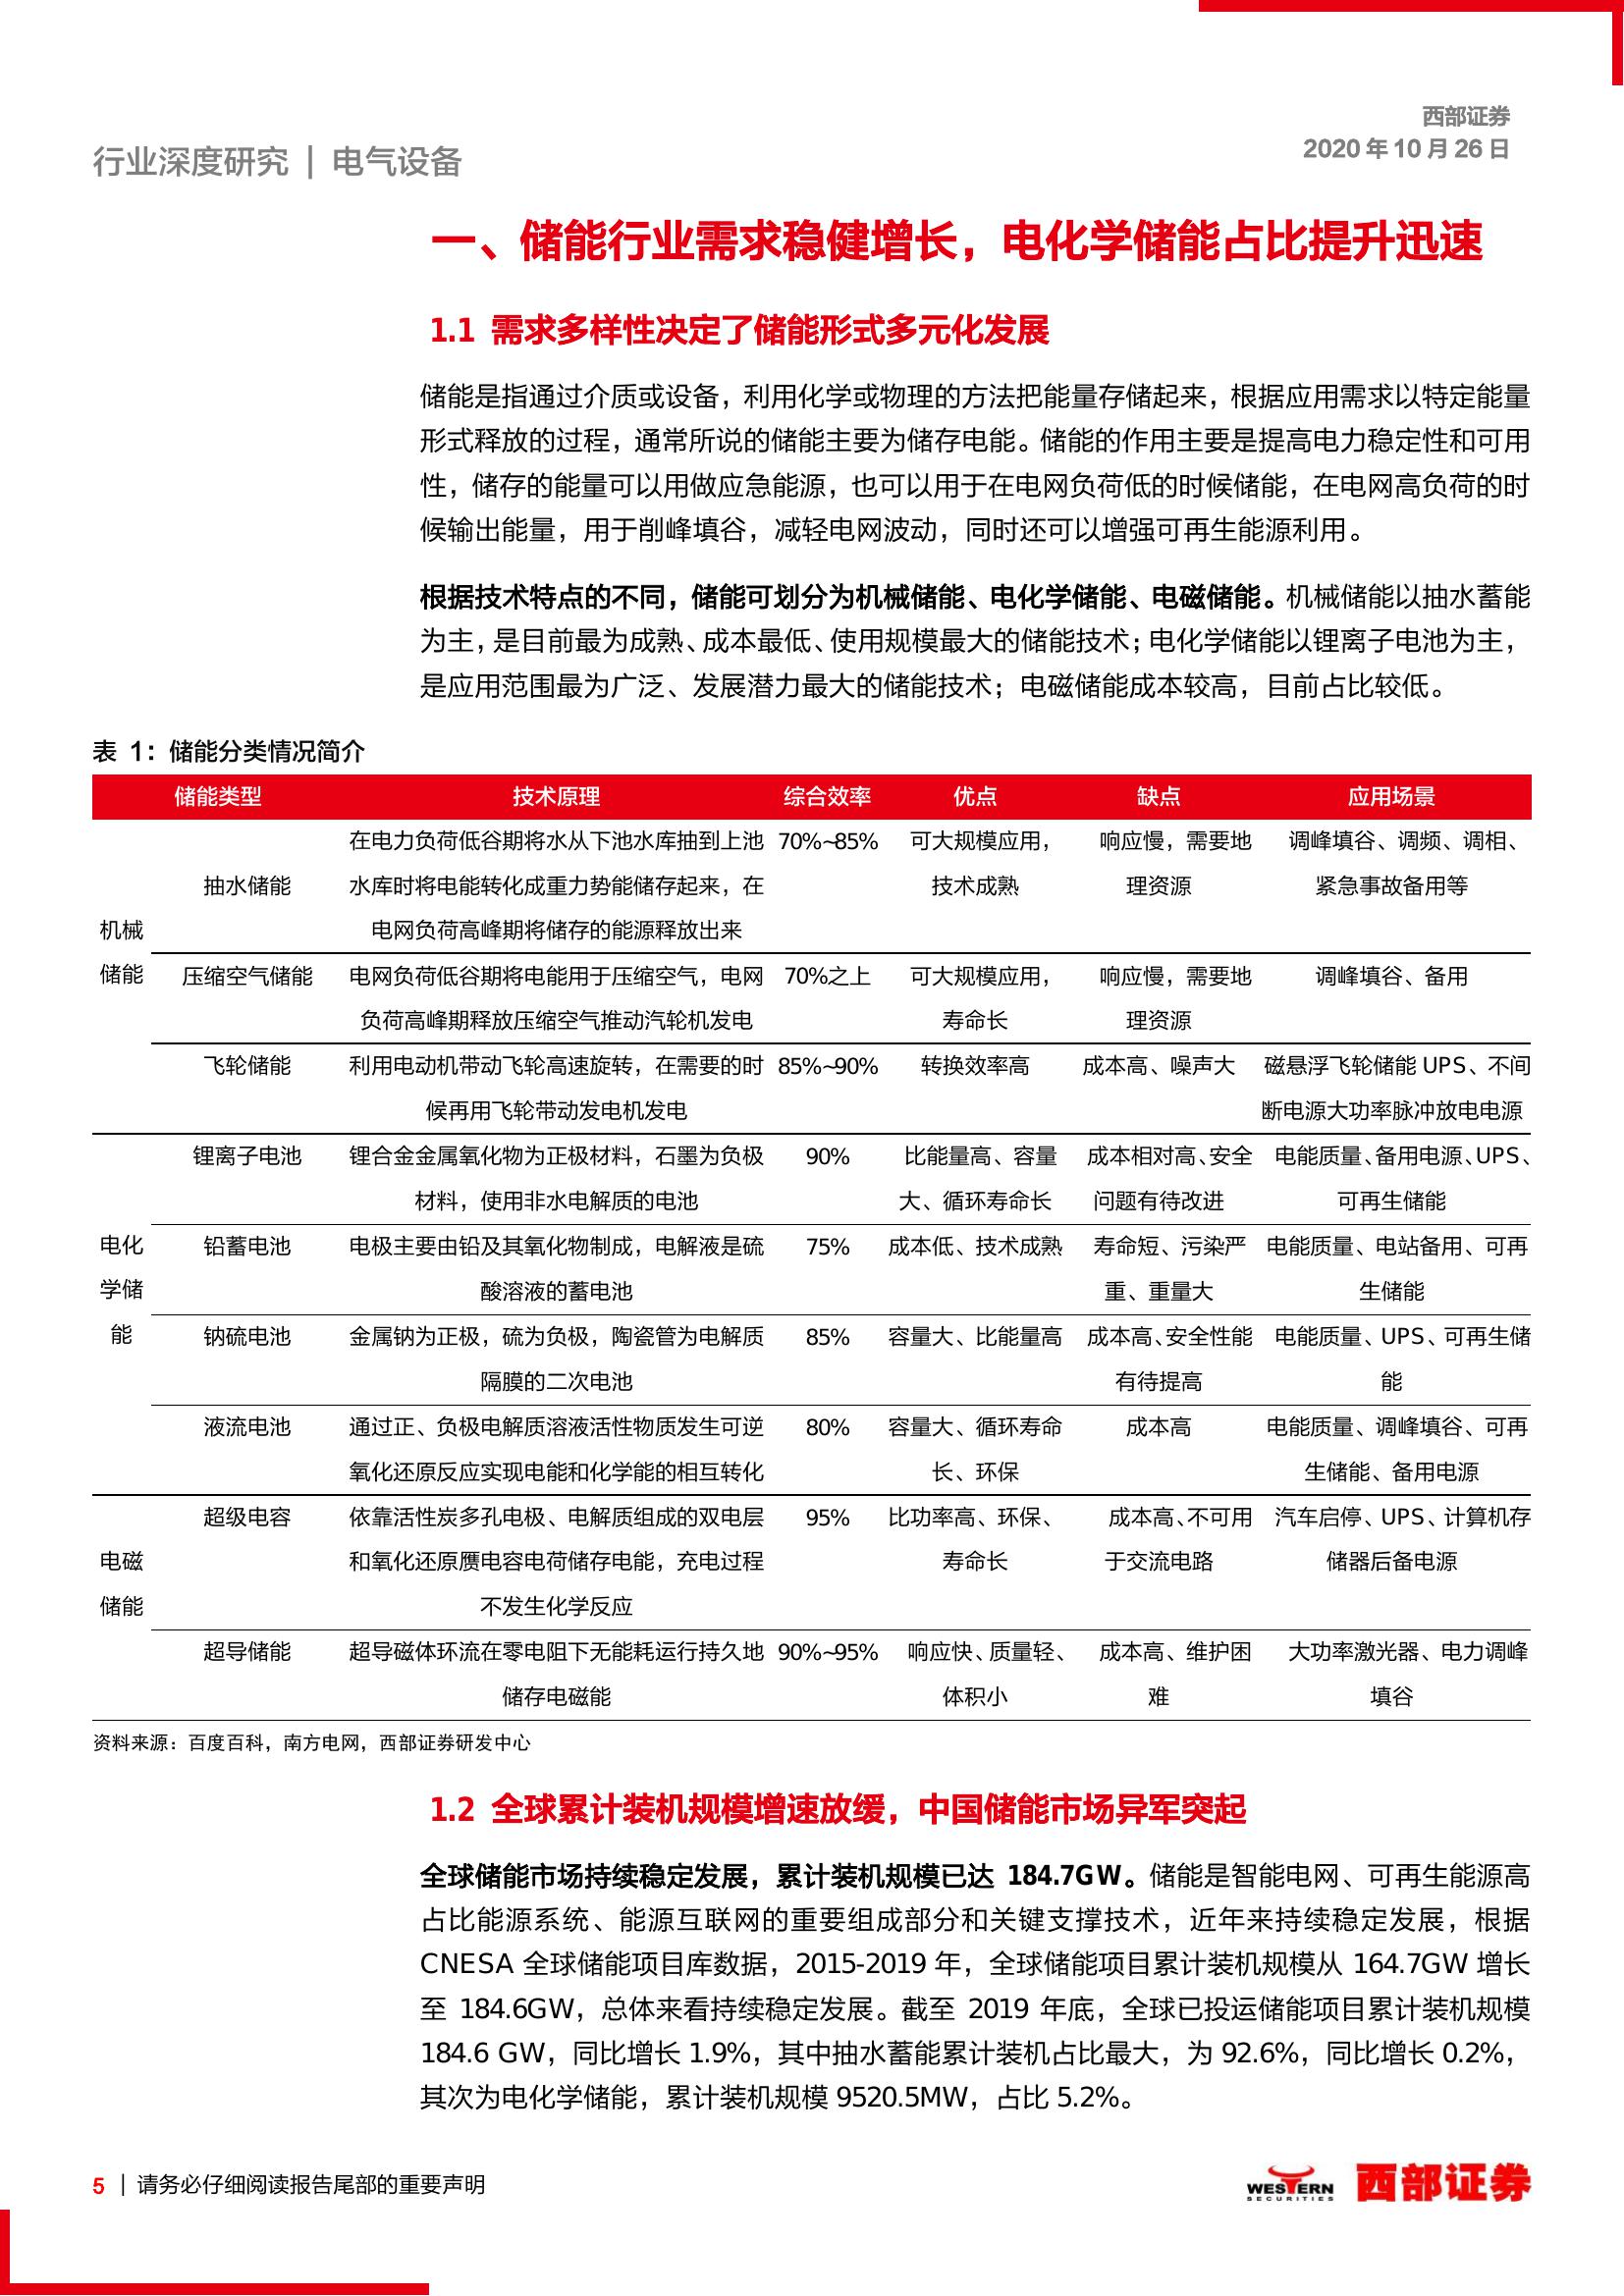 西部证券
2020 年 10 月 26 日
行业深度研究 | 电气设备
一、储能行业需求稳健增长，电化学储能占比提升迅速
1.1 需求多样性决定了储能形式多元化发展
储能是指通过介质或设备，利用化学或物理的方法把能量存储起来，根据应用需求以特定能量
形式释放的过程，通常所说的储能主要为储存电能。储能的作用主要是提高电力稳定性和可用
性，储存的能量可以用做应急能源，也可以用于在电网负荷低的时候储能，在电网高负荷的时
候输出能量，用于削峰填谷，减轻电网波动，同时还可以增强可再生能源利用。
根据技术特点的不同，储能可划分为机械储能、电化学储能、电磁储能。机械储能以抽水蓄能
为主，是目前最为成熟、成本最低、使用规模最大的储能技术；电化学储能以锂离子电池为主，
是应用范围最为广泛、发展潜力最大的储能技术；电磁储能成本较高，目前占比较低。
表 1：储能分类情况简介
储能类型 技术原理 综合效率 优点 缺点 应用场景
在电力负荷低谷期将水从下池水库抽到上池 70%~85% 可大规模应用， 响应慢，需要地 调峰填谷、调频、调相、
抽水储能 水库时将电能转化成重力势能储存起来，在 技术成熟 理资源 紧急事故备用等
机械 电网负荷高峰期将储存的能源释放出来
储能 压缩空气储能 电网负荷低谷期将电能用于压缩空气，电网 70%之上 可大规模应用， 响应慢，需要地 调峰填谷、备用
负荷高峰期释放压缩空气推动汽轮机发电 寿命长 理资源
飞轮储能 利用电动机带动飞轮高速旋转，在需要的时 85%~90% 转换效率高 成本高、噪声大 磁悬浮飞轮储能 UPS、不间
候再用飞轮带动发电机发电 断电源大功率脉冲放电电源
锂离子电池 锂合金金属氧化物为正极材料，石墨为负极 90% 比能量高、容量 成本相对高、安全 电能质量、备用电源、UPS、
材料，使用非水电解质的电池 大、循环寿命长 问题有待改进 可再生储能
电化 铅蓄电池 电极主要由铅及其氧化物制成，电解液是硫 75% 成本低、技术成熟 寿命短、污染严 电能质量、电站备用、可再
学储 酸溶液的蓄电池 重、重量大 生储能
能 钠硫电池 金属钠为正极，硫为负极，陶瓷管为电解质 85% 容量大、比能量高 成本高、安全性能 电能质量、UPS、可再生储
隔膜的二次电池 有待提高 能
液流电池 通过正、负极电解质溶液活性物质发生可逆 80% 容量大、循环寿命 成本高 电能质量、调峰填谷、可再
氧化还原反应实现电能和化学能的相互转化 长、环保 生储能、备用电源
超级电容 依靠活性炭多孔电极、电解质组成的双电层 95% 比功率高、环保、 成本高、不可用 汽车启停、UPS、计算机存
电磁 和氧化还原赝电容电荷储存电能，充电过程 寿命长 于交流电路 储器后备电源
储能 不发生化学反应
超导储能 超导磁体环流在零电阻下无能耗运行持久地 90%~95% 响应快、质量轻、 成本高、维护困 大功率激光器、电力调峰
储存电磁能 体积小 难 填谷
资料来源：百度百科，南方电网，西部证券研发中心
1.2 全球累计装机规模增速放缓，中国储能市场异军突起
全球储能市场持续稳定发展，累计装机规模已达 184.7GW。储能是智能电网、可再生能源高
占比能源系统、能源互联网的重要组成部分和关键支撑技术，近年来持续稳定发展，根据
CNESA 全球储能项目库数据，2015-2019 年，全球储能项目累计装机规模从 164.7GW 增长
至 184.6GW，总体来看持续稳定发展。截至 2019 年底，全球已投运储能项目累计装机规模
184.6 GW，同比增长 1.9%，其中抽水蓄能累计装机占比最大，为 92.6%，同比增长 0.2%，
其次为电化学储能，累计装机规模 9520.5MW，占比 5.2%。
5 | 请务必仔细阅读报告尾部的重要声明
WESTERN
SECURITIES
西部证券